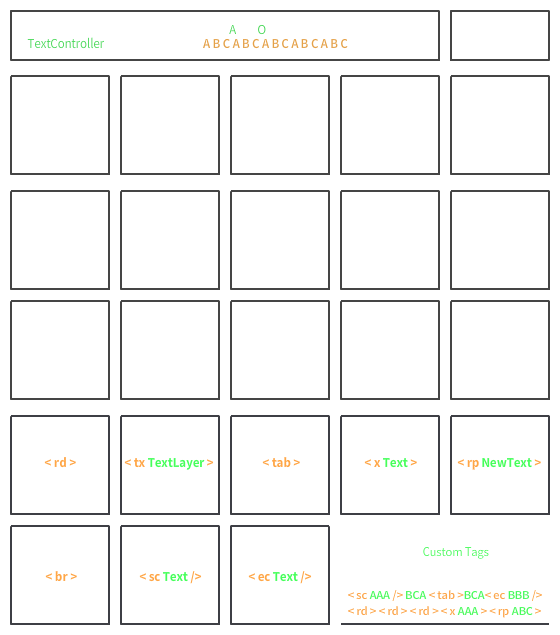 A O
TextController ABCABCABCABCABC
<rd> <tx TextLayer> <tab> <x Text> <rp NewText>
Custom Tags
<br> <sc Text /> <ec Text />
<sc AAA /> BCA <tab>BCA<ec BBB />
<rd><rd><rd><x AAA><rp ABC>